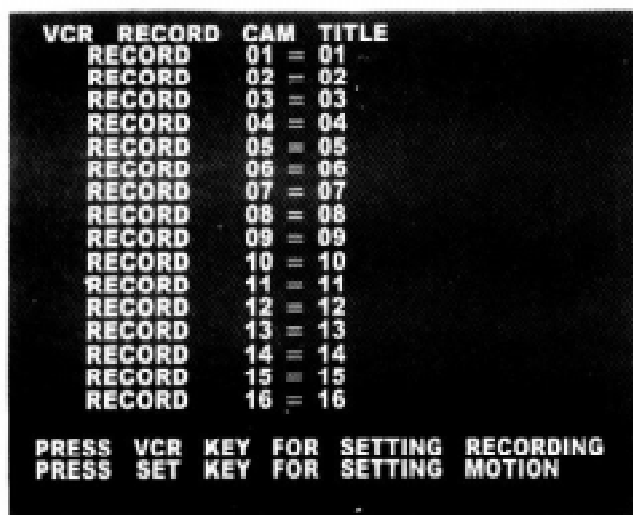 VCR RECORD CAM TITLE
RECORD 01 = 01
RECORD 02 = 02
RECORD 03 = 03
RECORD 04 = 04
RECORD 05 = 05
RECORD 06 = 06
RECORD 07 = 07
RECORD 08 = 08
RECORD 09 = 09
RECORD 10 = 10
RECORD 11 = 11
RECORD 12 = 12
RECORD 13 = 13
RECORD 14 = 14
RECORD 15 = 15
RECORD 16 = 16
PRESS VCR KEY FOR SETTING RECORDING
PRESS SET KEY FOR SETTING MOTION